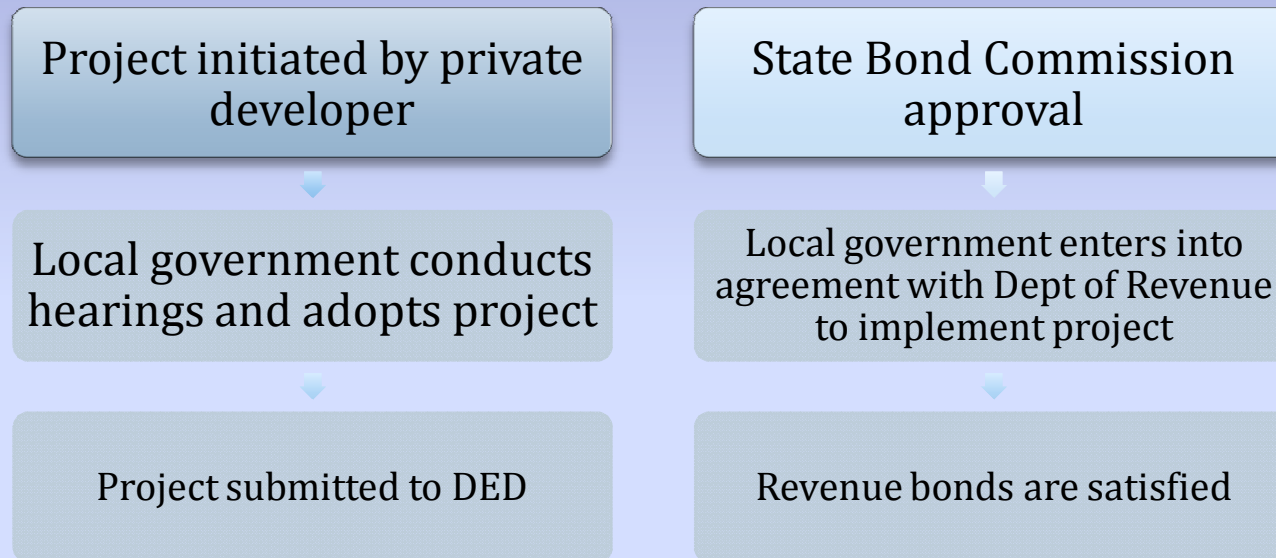 Project initiated by private
developer
Local government conducts
hearings and adopts project
Project submitted to DED
State Bond Commission
approval
Local government enters into
agreement with Dept of Revenue
to implement project
Revenue bonds are satisfied